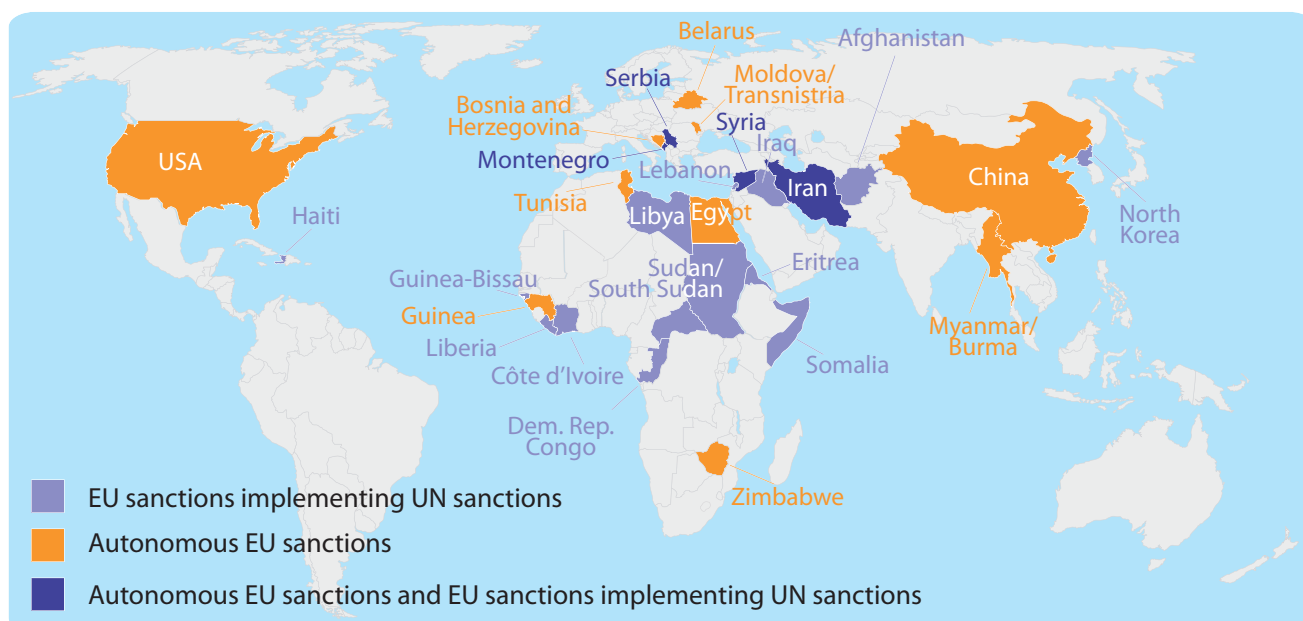 Belarus
Afghanistan
Serbia
Moldova/
Transnistria
Bosnia and
Herzegovina
Syria
USA
Iraq
Montenegro
Lebanon
Iran
China
Tunisia
Libya
Egypt
Haiti
North
Korea
Sudan/
South Sudan
Eritrea
Guinea-Bissau
Guinea
Liberia
Myanmar/
Burma
Somalia
Côte d'Ivoire
Dem. Rep.
Congo
Zimbabwe
EU sanctions implementing UN sanctions
Autonomous EU sanctions
Autonomous EU sanctions and EU sanctions implementing UN sanctions